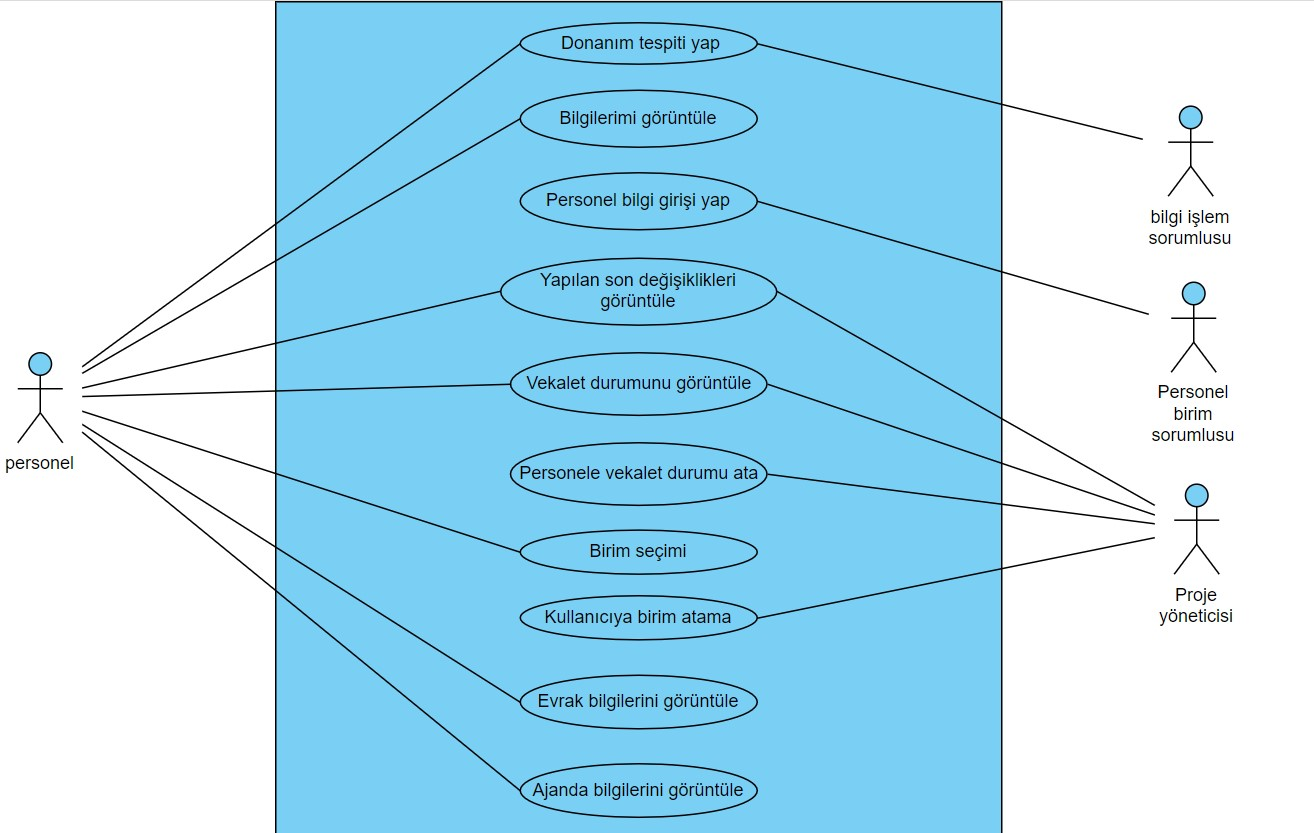 Donanım tespiti yap
Bilgilerimi görüntüle
Personel bilgi girişi yap
Yapılan son değişiklikleri
görüntüle
Vekalet durumunu görüntüle
Personele vekalet durumu ata
Birim seçimi
Kullanıcıya birim atama
Evrak bilgilerini görüntüle
Ajanda bilgilerini görüntüle
personel
bilgi işlem
sorumlusu
Personel
birim
sorumlusu
Proje
yöneticisi